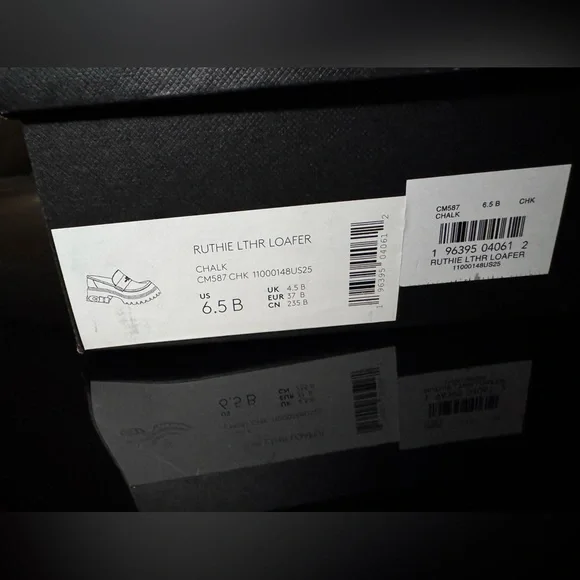 RUTHIE LTHR LOAFER
CHALK
CM587 CHK 11000148US25
US
6.5 B
UK 4.5 B
EUR 37 B
CN 235 B
1 96395 04061 2
CM587 6.5 B CHK
CHALK
1 96395 04061 2
RUTHIE LTHR LOAFER
11000148US25